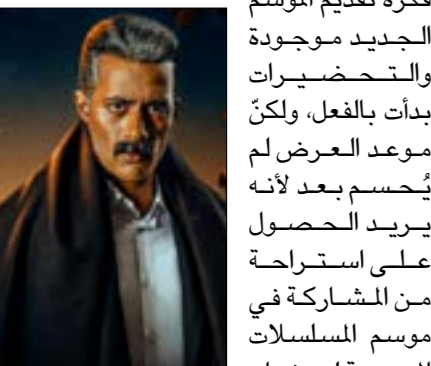 فكرة تقديم الموسم
الجديد موجودة
والتحضيرات
بدأت بالفعل، ولكنّ
موعد العرض لم
يُحسم بعد لأنه
يريد الحصول
على استراحة
من المشاركة في
موسم المسلسلات